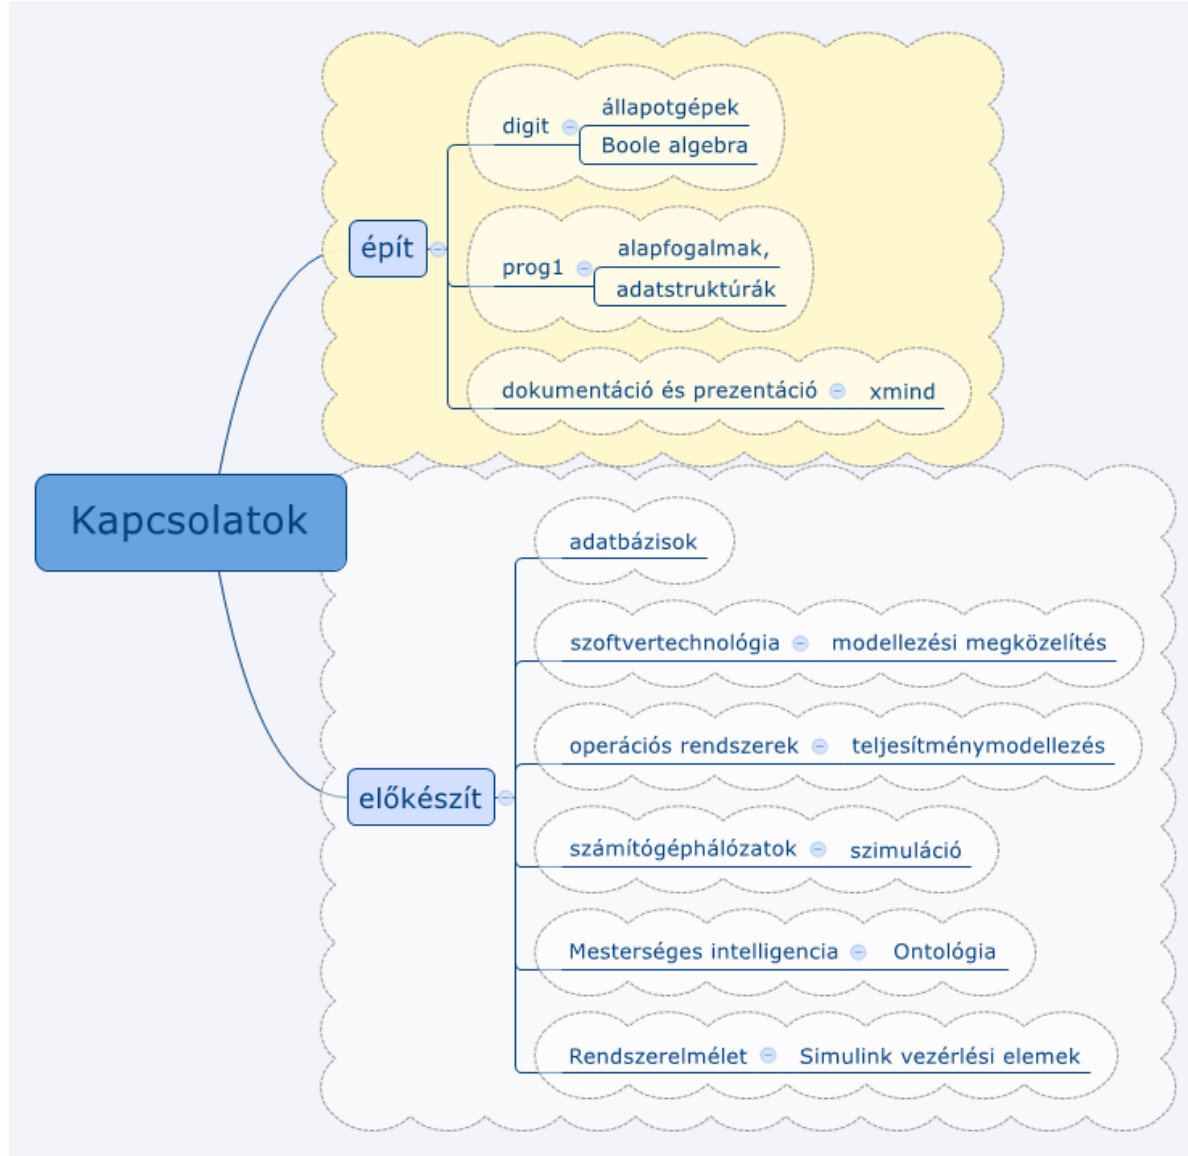 Kapcsolatok
épít
digit
állapotgépek
Boole algebra
prog1
alapfogalmak,
adatstruktúrák
dokumentáció és prezentáció
xmind
előkészít
adatbázisok
szoftvertechnológia
modellezési megközelítés
operációs rendszerek
teljesítménymodellezés
számítógéphálózatok
szimuláció
Mesterséges intelligencia
Ontológia
Rendszerelmélet
Simulink vezérlési elemek